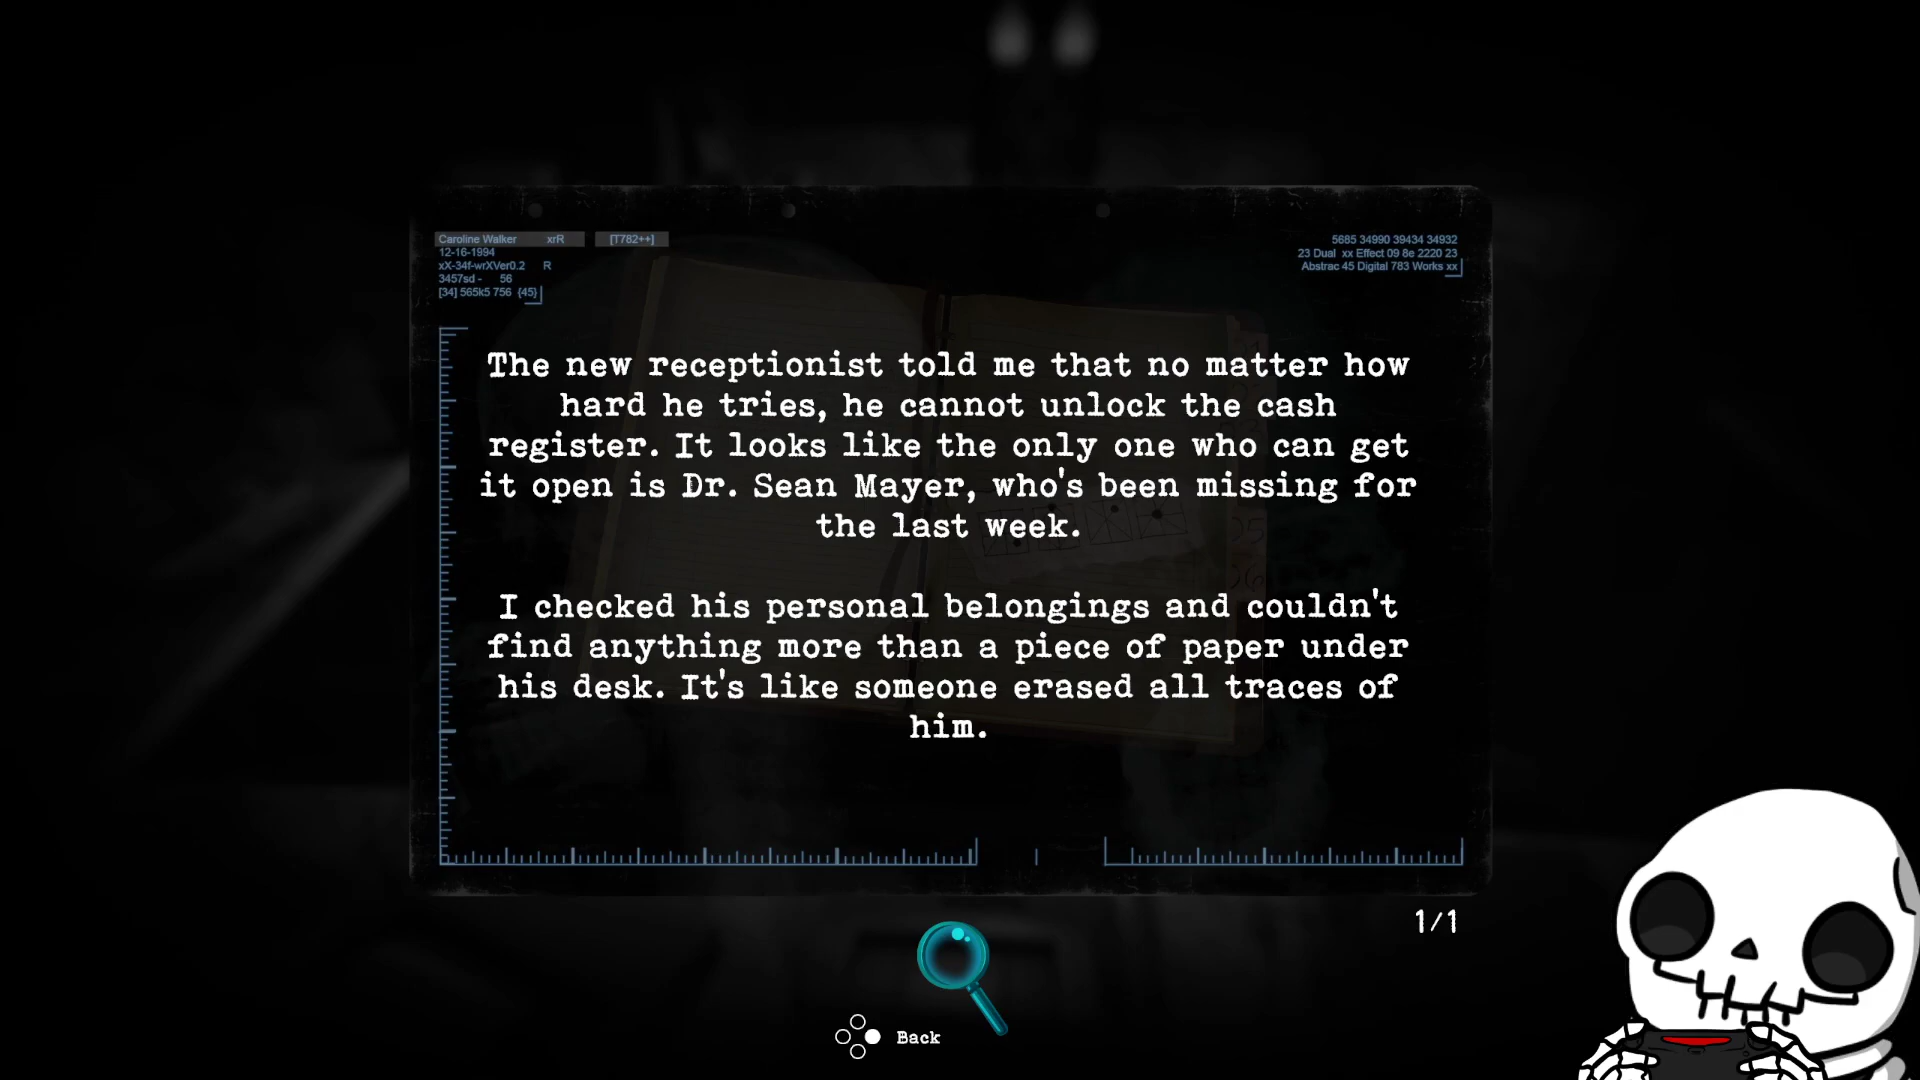 Caroline Walker xrR [T782++]
12-16-1994
xX-34f-wrXVer0.2 R
3457sd - 56
[34] 565k5 756 {45}
5685 34990 39434 34932
23 Dual xx Effect 09 8e 2220 23
Abstrac 45 Digital 783 Works xx
The new receptionist told me that no matter how
hard he tries, he cannot unlock the cash
register. It looks like the only one who can get
it open is Dr. Sean Mayer, who's been missing for
the last week.
I checked his personal belongings and couldn't
find anything more than a piece of paper under
his desk. It's like someone erased all traces of
him.
1/1
Back